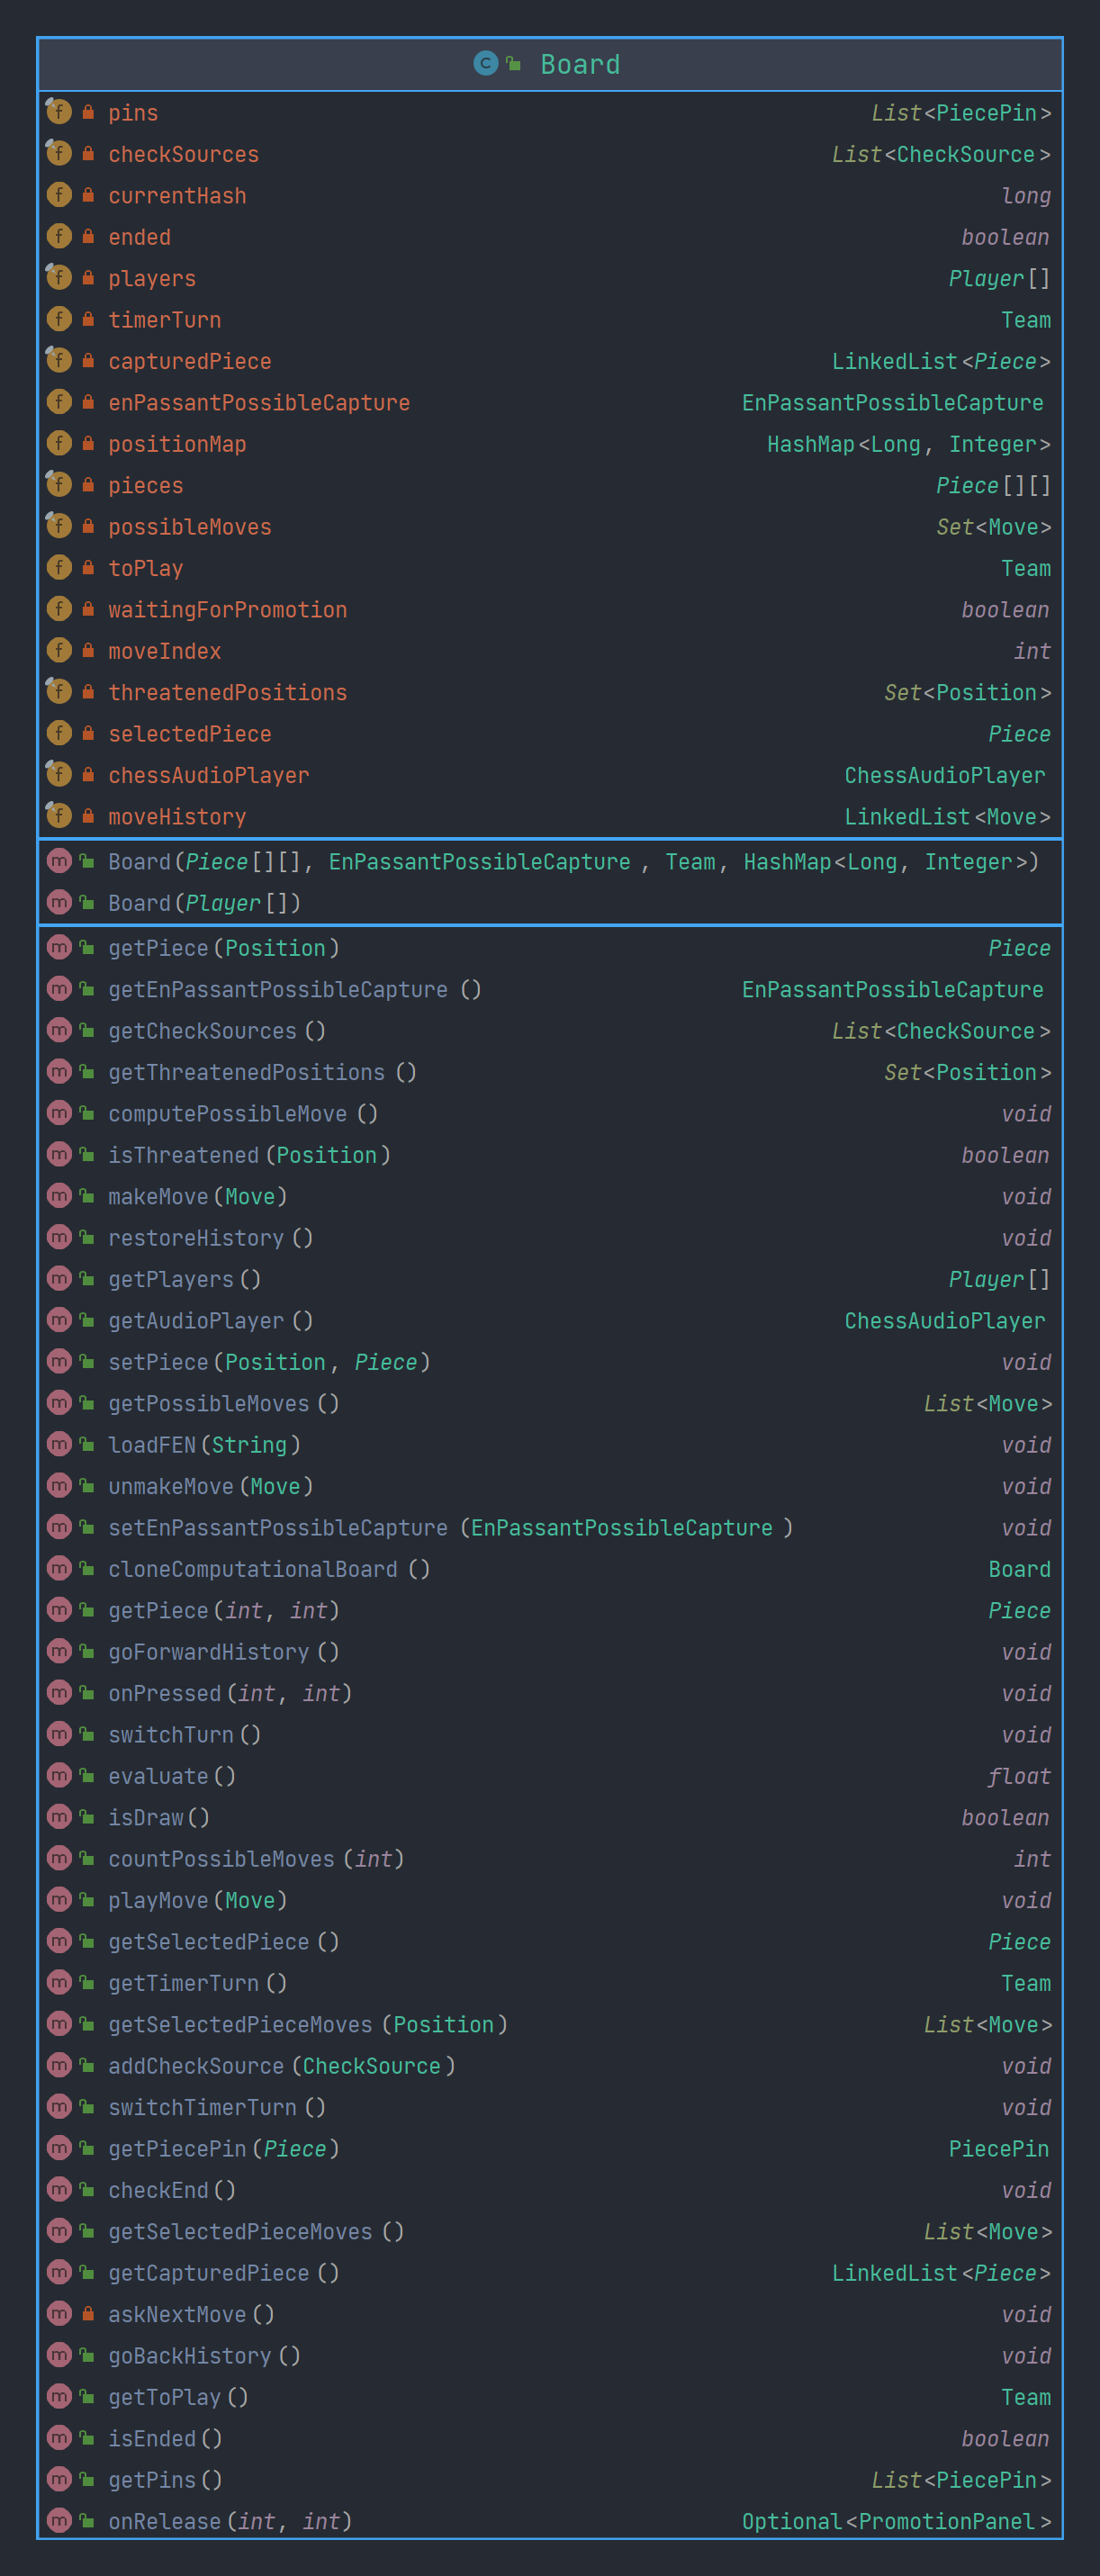 Board
pins List<PiecePin>
checkSources List<CheckSource>
currentHash long
ended boolean
players Player[]
timerTurn Team
capturedPiece LinkedList<Piece>
enPassantPossibleCapture EnPassantPossibleCapture
positionMap HashMap<Long, Integer>
pieces Piece[][]
possibleMoves Set<Move>
toPlay Team
waitingForPromotion boolean
moveIndex int
threatenedPositions Set<Position>
selectedPiece Piece
chessAudioPlayer ChessAudioPlayer
moveHistory LinkedList<Move>
Board(Piece[][], EnPassantPossibleCapture, Team, HashMap<Long, Integer>)
Board(Player[])
getPiece(Position) Piece
getEnPassantPossibleCapture() EnPassantPossibleCapture
getCheckSources() List<CheckSource>
getThreatenedPositions() Set<Position>
computePossibleMove() void
isThreatened(Position) boolean
makeMove(Move) void
restoreHistory() void
getPlayers() Player[]
getAudioPlayer() ChessAudioPlayer
setPiece(Position, Piece) void
getPossibleMoves() List<Move>
loadFEN(String) void
unmakeMove(Move) void
setEnPassantPossibleCapture(EnPassantPossibleCapture) void
cloneComputationalBoard() Board
getPiece(int, int) Piece
goForwardHistory() void
onPressed(int, int) void
switchTurn() void
evaluate() float
isDraw() boolean
countPossibleMoves(int) int
playMove(Move) void
getSelectedPiece() Piece
getTimerTurn() Team
getSelectedPieceMoves(Position) List<Move>
addCheckSource(CheckSource) void
switchTimerTurn() void
getPiecePin(Piece) PiecePin
checkEnd() void
getSelectedPieceMoves() List<Move>
getCapturedPiece() LinkedList<Piece>
askNextMove() void
goBackHistory() void
getToPlay() Team
isEnded() boolean
getPins() List<PiecePin>
onRelease(int, int) Optional<PromotionPanel>